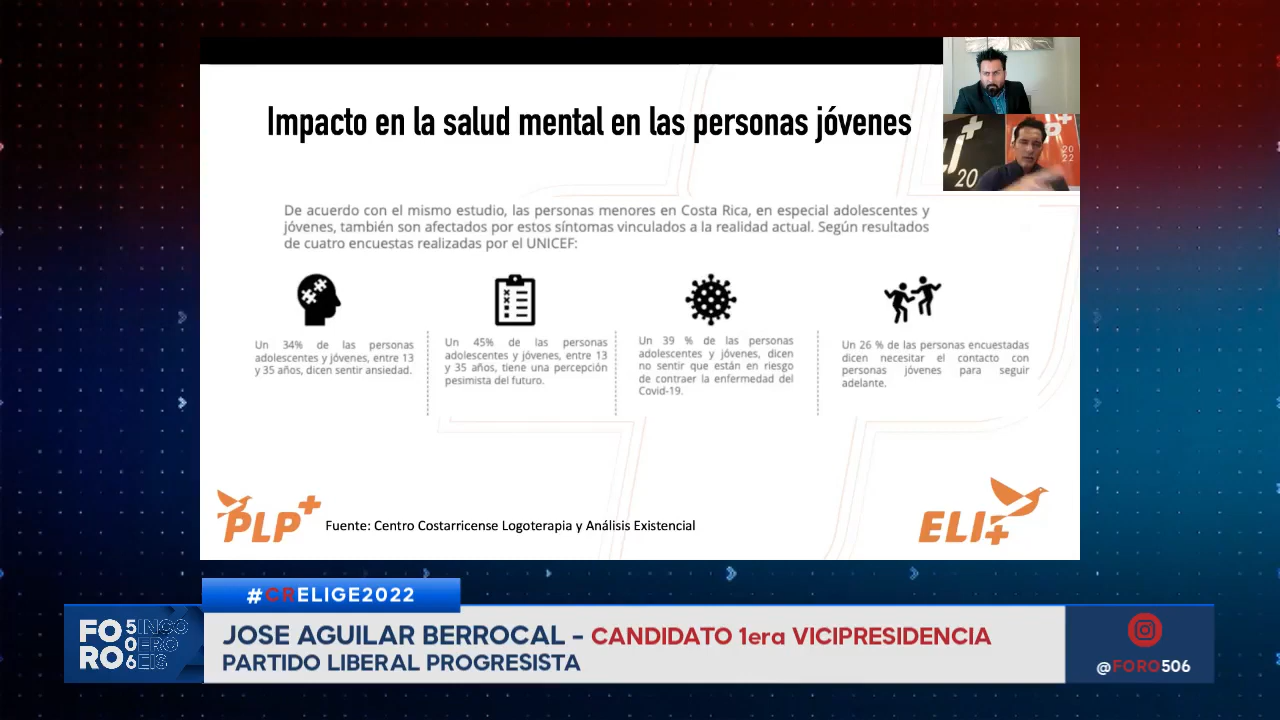 Impacto en la salud mental en las personas jóvenes
20
20
22
De acuerdo con el mismo estudio, las personas menores en Costa Rica, en especial adolescentes y
jóvenes, también son afectados por estos síntomas vinculados a la realidad actual. Según resultados
de cuatro encuestas realizadas por el UNICEF:
Un 34% de las personas
adolescentes y jóvenes, entre 13
y 35 años, dicen sentir ansiedad.
Un 45% de las personas
adolescentes y jóvenes, entre 13
y 35 años, tiene una percepción
pesimista del futuro.
Un 39 % de las personas
adolescentes y jóvenes, dicen
no sentir que están en riesgo
de contraer la enfermedad del
Covid-19.
Un 26 % de las personas encuestadas
dicen necesitar el contacto con
personas jóvenes para seguir
adelante.
PLP+
Fuente: Centro Costarricense Logoterapia y Análisis Existencial
ELI+
#CRELIGE2022
FO
RO
506
INCO
ERO
EIS
JOSE AGUILAR BERROCAL - CANDIDATO 1era VICIPRESIDENCIA
PARTIDO LIBERAL PROGRESISTA
@FORO506